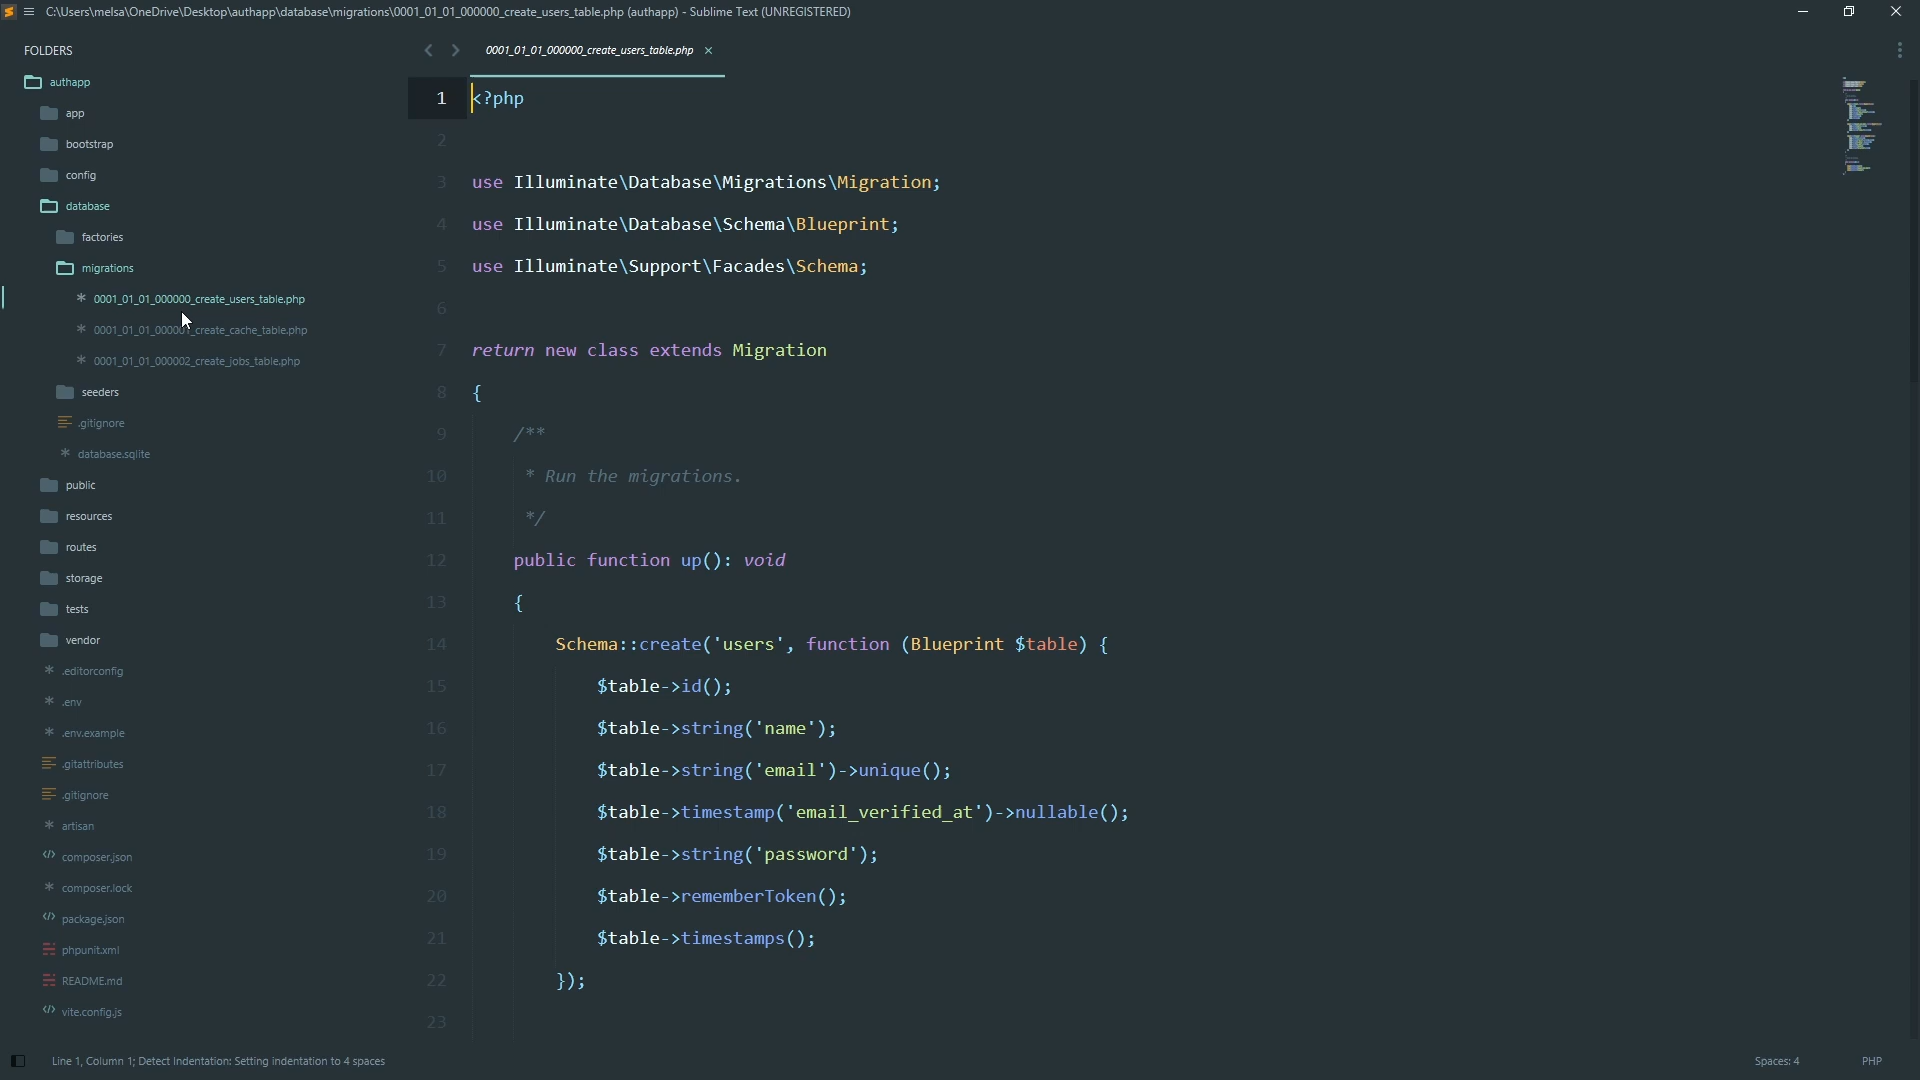 C:\Users\melsa\OneDrive\Desktop\authapp\database\migrations\0001_01_01_000000_create_users_table.php (authapp) - Sublime Text (UNREGISTERED)
FOLDERS
authapp
app
bootstrap
config
database
factories
migrations
0001_01_01_000000_create_users_table.php
0001_01_01_000001_create_cache_table.php
0001_01_01_000002_create_jobs_table.php
seeders
.gitignore
database.sqlite
public
resources
routes
storage
tests
vendor
.editorconfig
.env
.env.example
.gitattributes
.gitignore
artisan
composer.json
composer.lock
package.json
phpunit.xml
README.md
vite.config.js
0001_01_01_000000_create_users_table.php
1 <?php
2
3 use Illuminate\Database\Migrations\Migration;
4 use Illuminate\Database\Schema\Blueprint;
5 use Illuminate\Support\Facades\Schema;
6
7 return new class extends Migration
8 {
9 /**
10 * Run the migrations.
11 */
12 public function up(): void
13 {
14 Schema::create('users', function (Blueprint $table) {
15 $table->id();
16 $table->string('name');
17 $table->string('email')->unique();
18 $table->timestamp('email_verified_at')->nullable();
19 $table->string('password');
20 $table->rememberToken();
21 $table->timestamps();
22 });
23
Line 1, Column 1; Detect Indentation: Setting indentation to 4 spaces
Spaces: 4
PHP